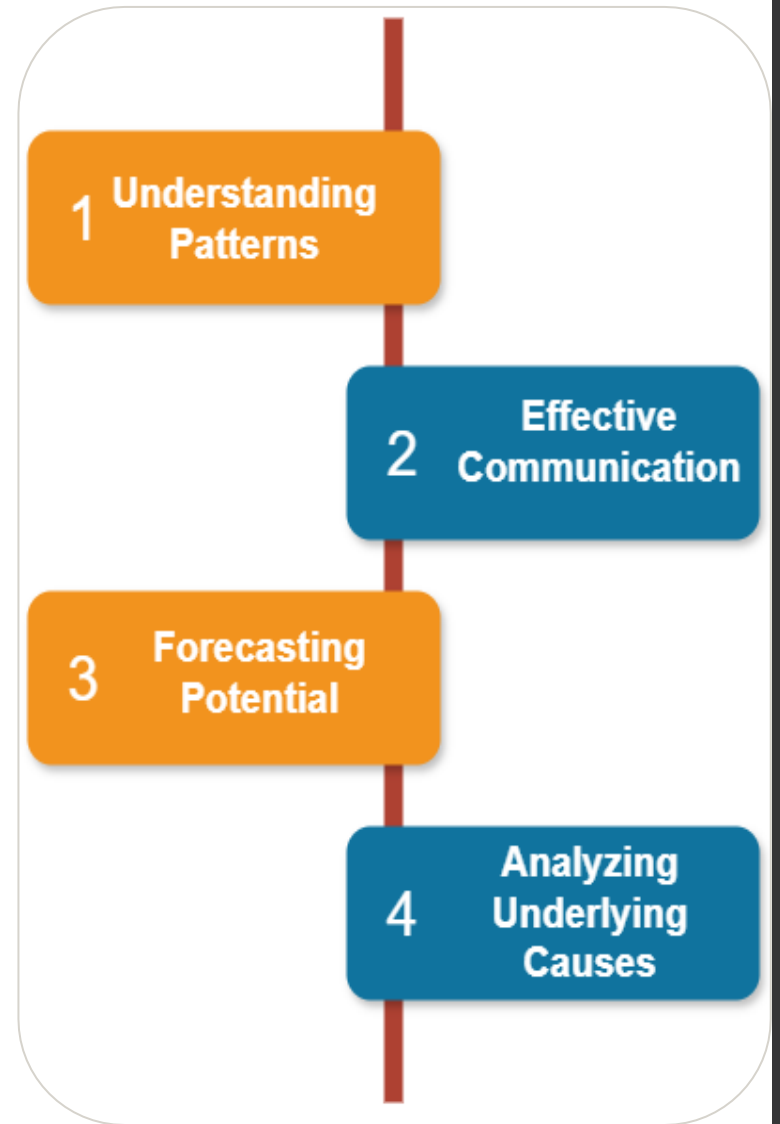 1 Understanding
Patterns
2 Effective
Communication
3 Forecasting
Potential
4 Analyzing
Underlying
Causes